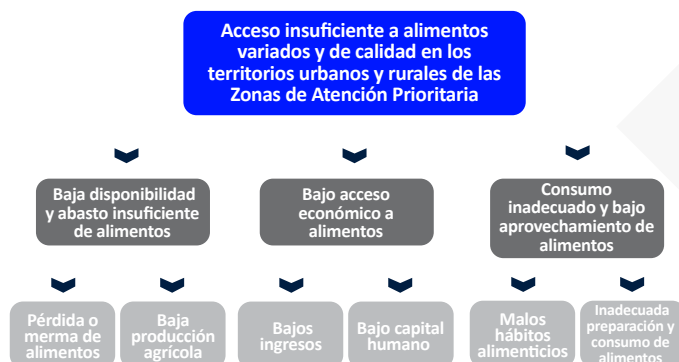 Acceso insuficiente a alimentos
variados y de calidad en los
territorios urbanos y rurales de las
Zonas de Atención Prioritaria
Baja disponibilidad
y abasto insuficiente
de alimentos
Bajo acceso
económico a
alimentos
Consumo
inadecuado y bajo
aprovechamiento de
alimentos
Pérdida o
merma de
alimentos
Baja
producción
agrícola
Bajos
ingresos
Bajo capital
humano
Malos
hábitos
alimenticios
Inadecuada
preparación y
consumo de
alimentos